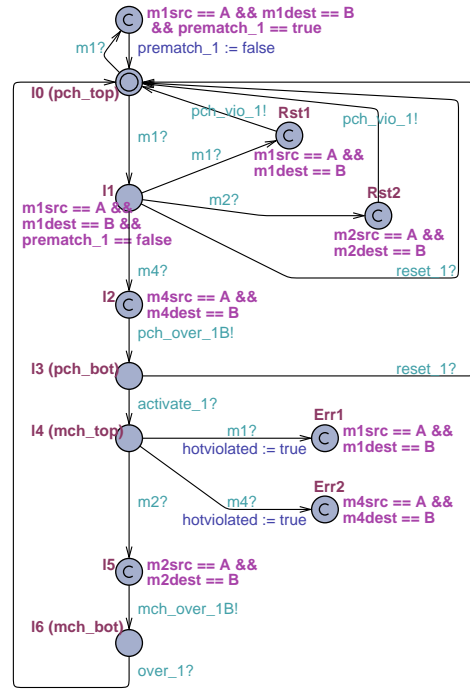 m1src == A && m1dest == B
&& prematch_1 == true
m1?
prematch_1 := false
l0 (pch_top)
pch_vio_1!
Rst1
pch_vio_1!
m1?
m1?
m1src == A &&
m1dest == B
Rst2
l1
m2?
m1src == A &&
m1dest == B &&
prematch_1 == false
m2src == A &&
m2dest == B
m4?
reset_1?
l2
m4src == A &&
m4dest == B
pch_over_1B!
l3 (pch_bot)
reset_1?
activate_1?
Err1
l4 (mch_top)
m1?
m1src == A &&
m1dest == B
hotviolated := true
Err2
m2?
m4?
m4src == A &&
m4dest == B
hotviolated := true
l5
m2src == A &&
m2dest == B
mch_over_1B!
l6 (mch_bot)
over_1?
C
C
C
C
C
C
C